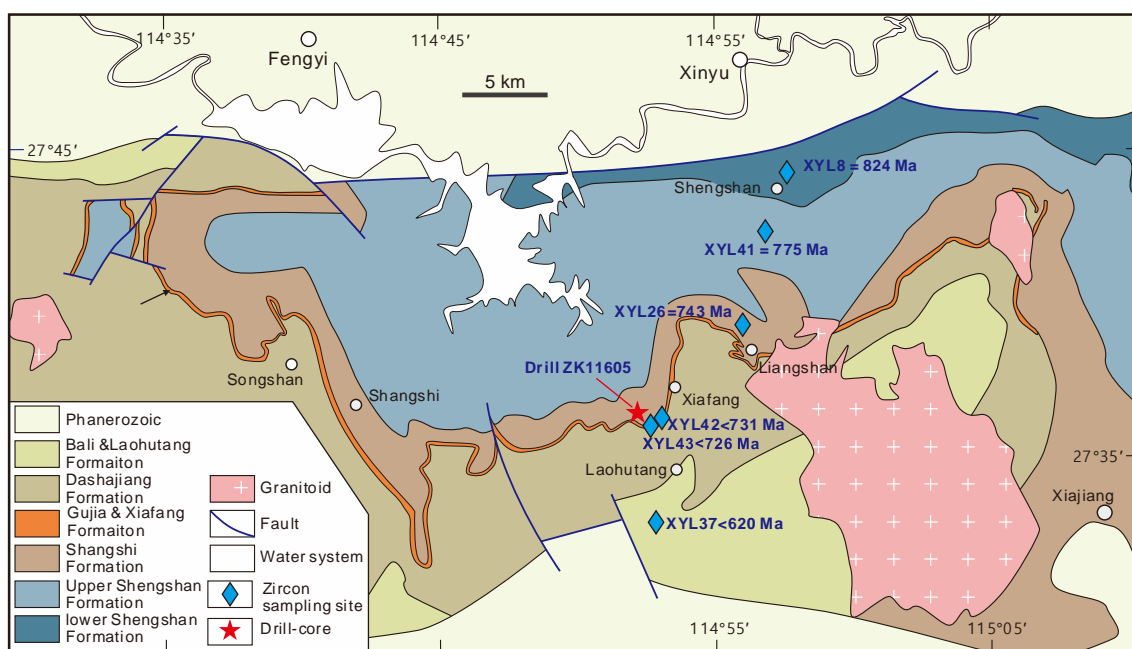 114°35′
114°45′
114°55′
Fengyi
Xinyu
5 km
27°45′
XYL8 = 824 Ma
Shengshan
XYL41 = 775 Ma
XYL26=743 Ma
Drill ZK11605
Liangshan
Songshan
Xiafang
Shangshi
XYL42<731 Ma
XYL43<726 Ma
Laohutang
27°35′
Xiajiang
XYL37<620 Ma
114°55′
115°05′
Phanerozoic
Bali &Laohutang
Formaiton
Dashajiang
Formation
Gujia & Xiafang
Formaiton
Shangshi
Formation
Upper Shengshan
Formation
lower Shengshan
Formation
Granitoid
Fault
Water system
Zircon
sampling site
Drill-core